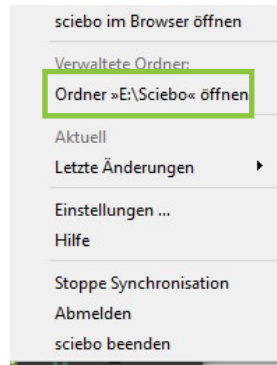 sciebo im Browser öffnen
Verwaltete Ordner:
Ordner »E:\Sciebo« öffnen
Aktuell
Letzte Änderungen
Einstellungen ...
Hilfe
Stoppe Synchronisation
Abmelden
sciebo beenden